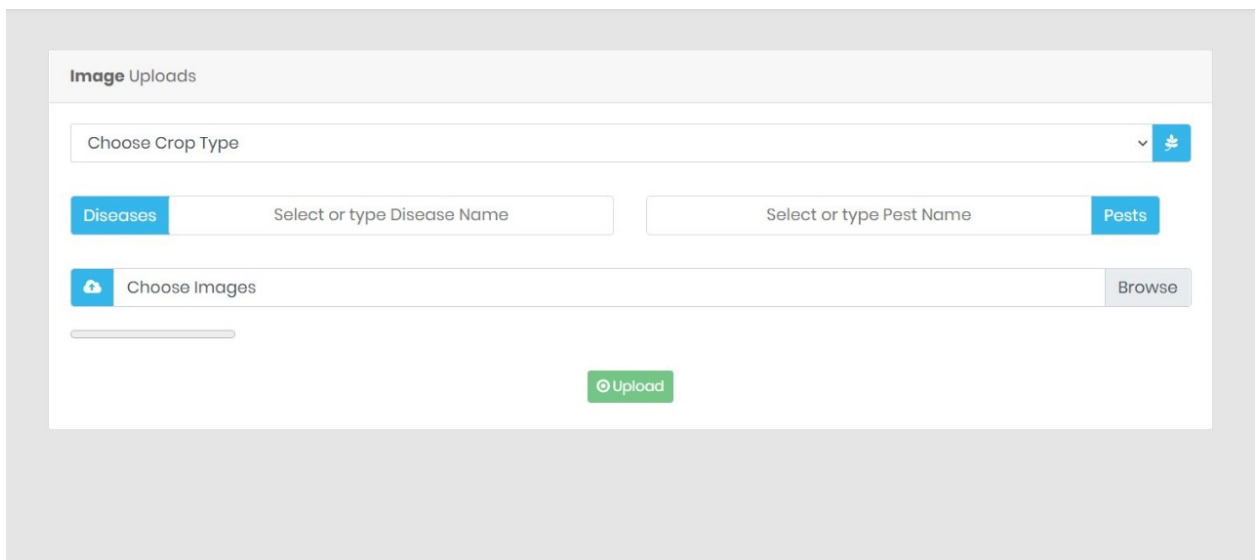 Image Uploads
Choose Crop Type
Diseases Select or type Disease Name Select or type Pest Name Pests
Choose Images Browse
Upload